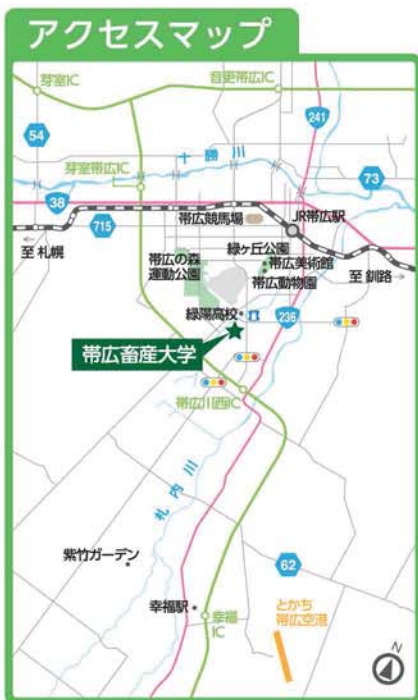 アクセスマップ
芽室IC
音更帯広IC
241
54
十勝川
芽室帯広IC
73
38
715
帯広競馬場
JR帯広駅
至 札幌
緑ヶ丘公園
帯広の森
運動公園
帯広美術館
帯広動物園
至 釧路
緑陽高校
236
帯広畜産大学
帯広川西IC
札内川
紫竹ガーデン
62
幸福駅
幸福
IC
とかち
帯広空港
N